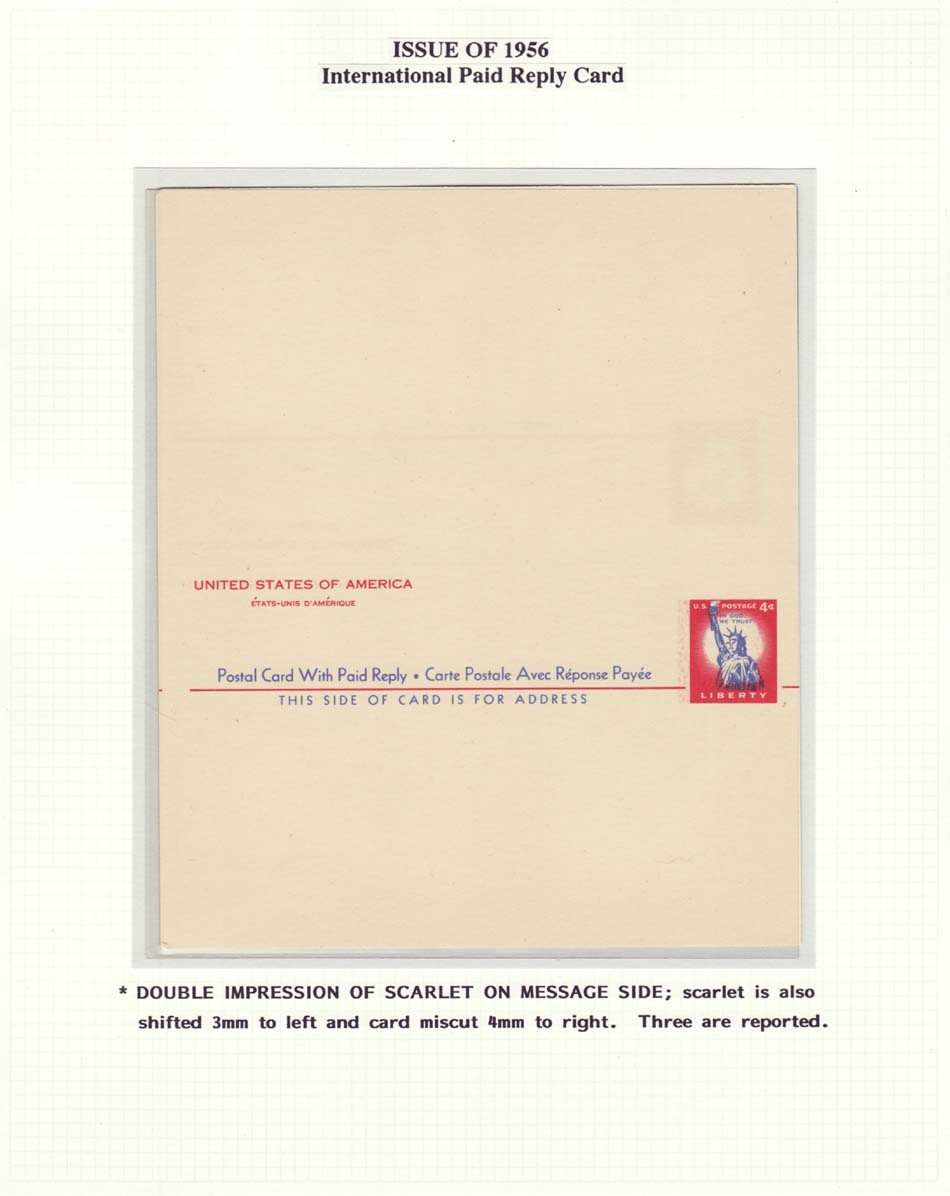 ISSUE OF 1956
International Paid Reply Card
UNITED STATES OF AMERICA
ÉTATS-UNIS D'AMÉRIQUE
U.S. POSTAGE 4¢
IN GOD
WE TRUST
Postal Card With Paid Reply • Carte Postale Avec Réponse Payée
THIS SIDE OF CARD IS FOR ADDRESS
LIBERTY
* DOUBLE IMPRESSION OF SCARLET ON MESSAGE SIDE; scarlet is also
shifted 3mm to left and card miscut 4mm to right. Three are reported.